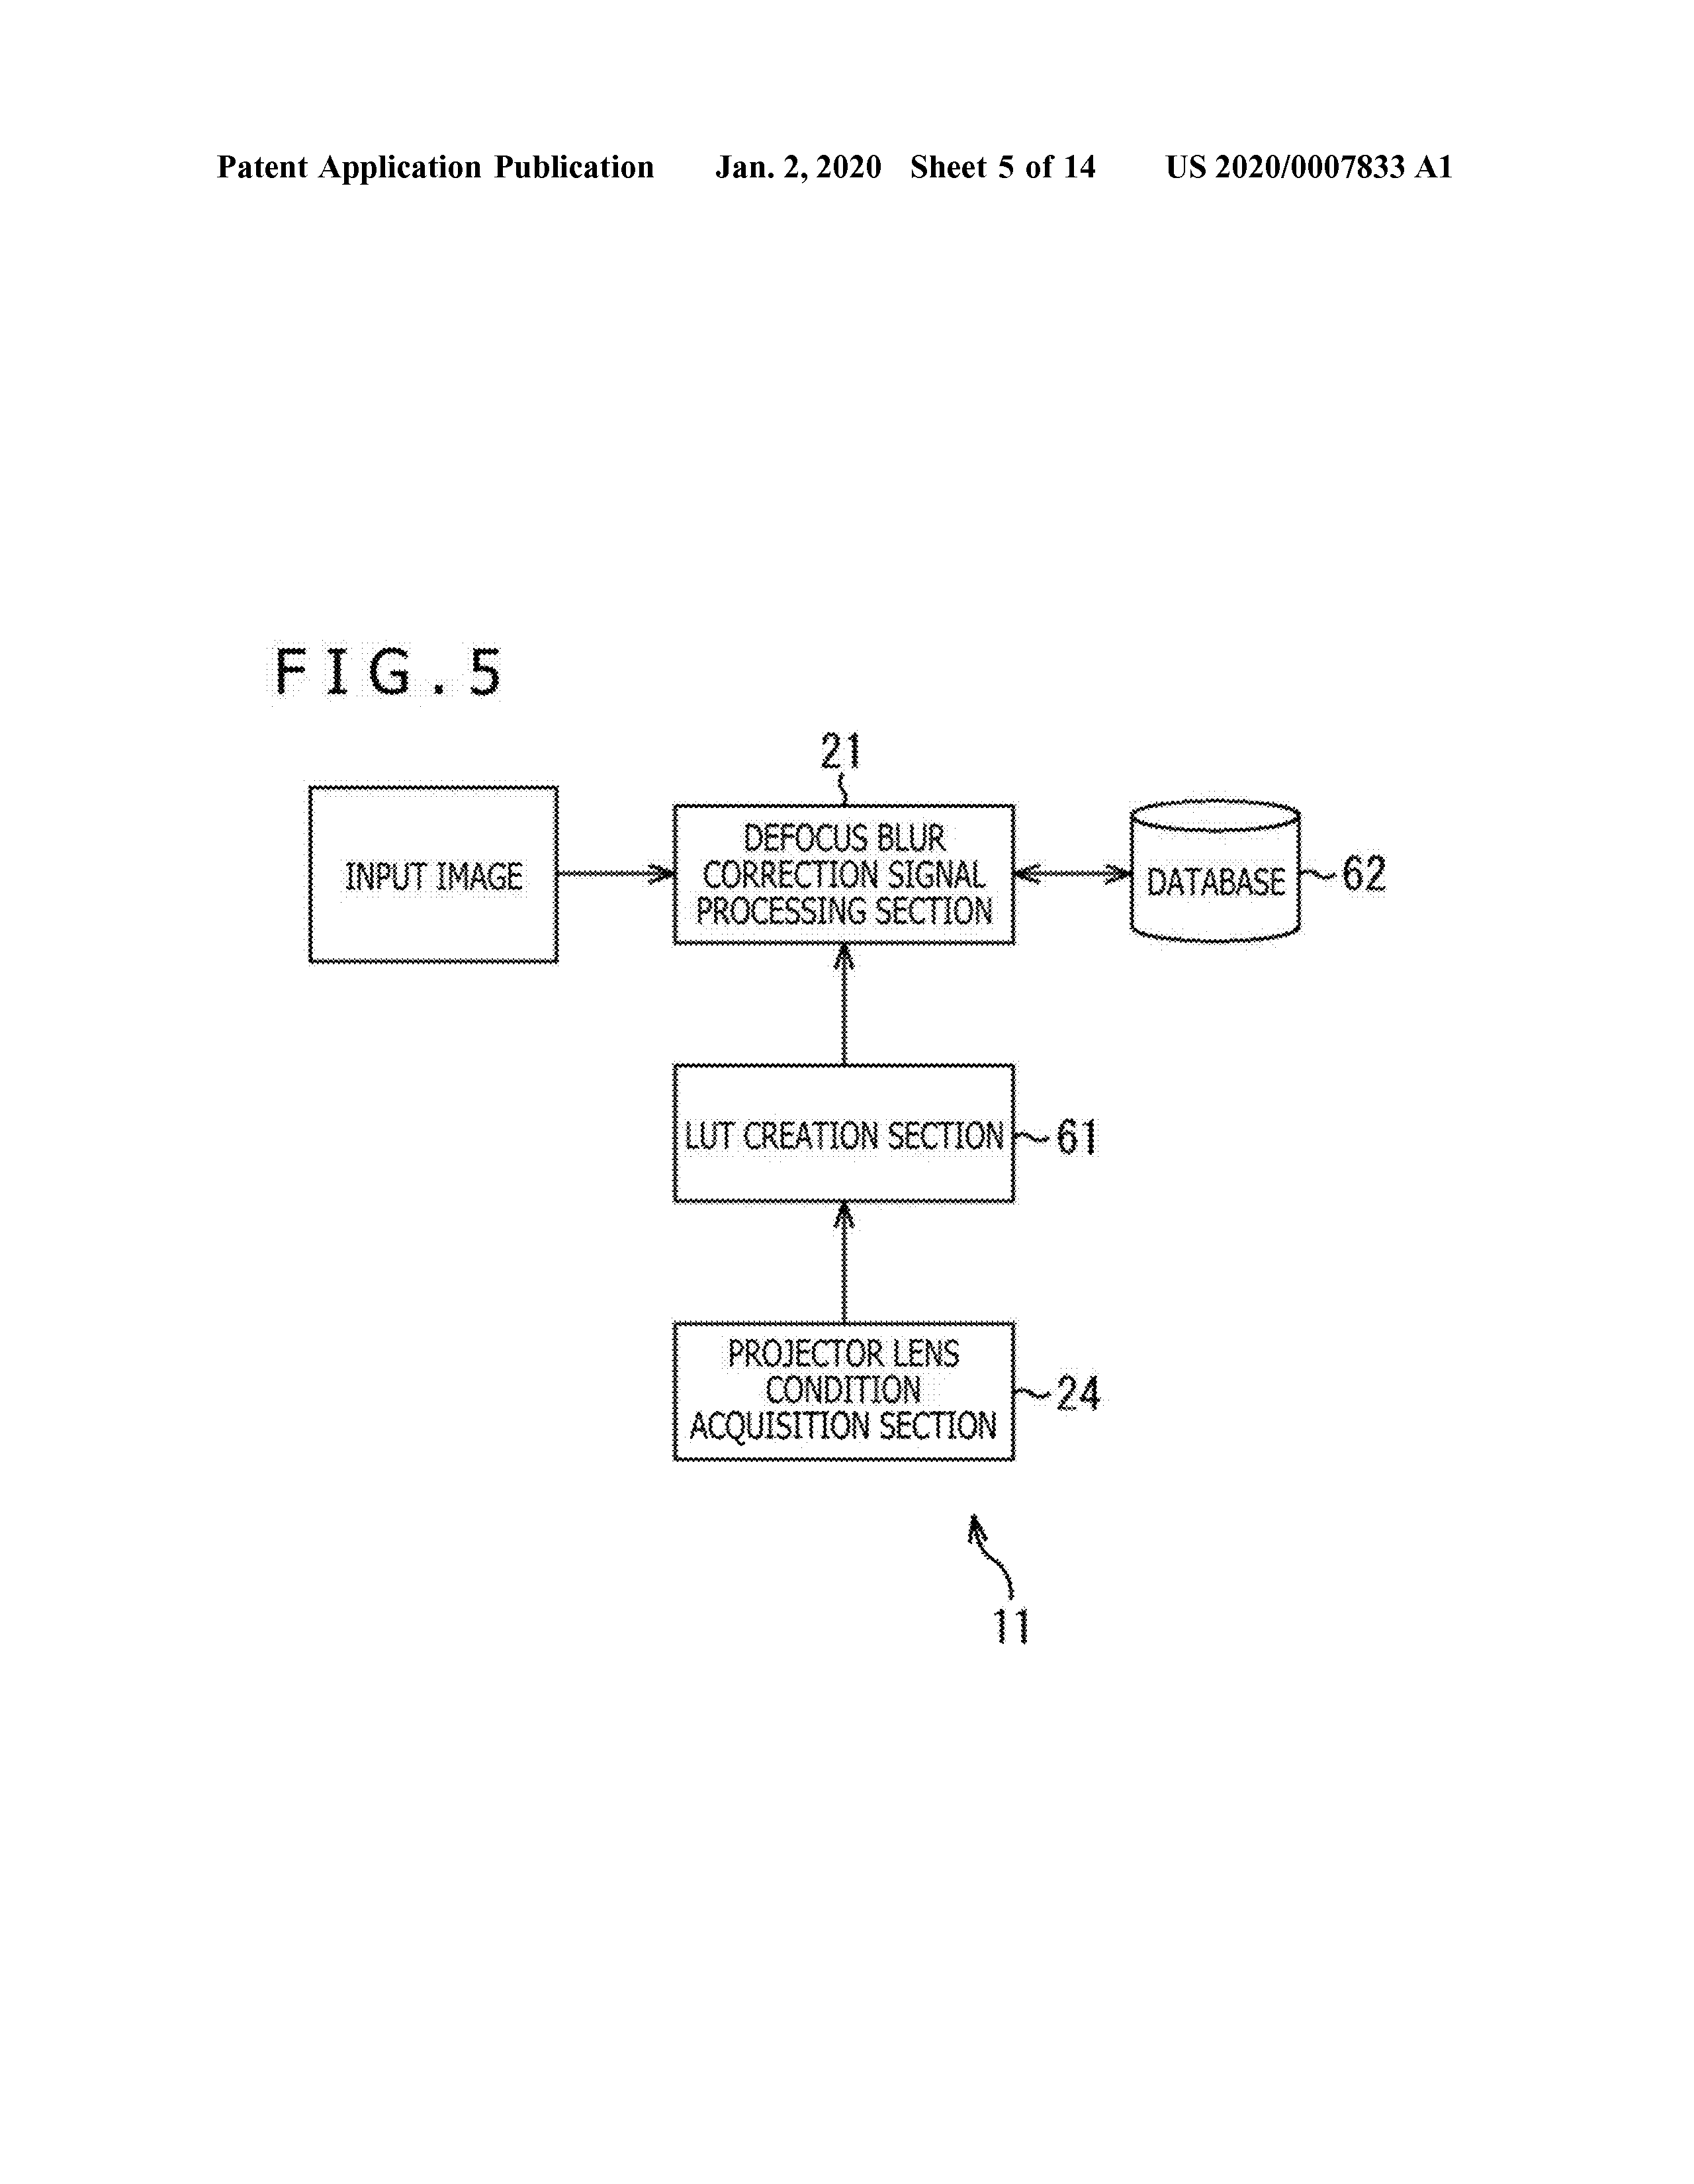 Patent Application Publication Jan. 2, 2020 Sheet 5 of 14 US 2020/0007833 A1
FIG.5
21
INPUT IMAGE
DEFOCUS BLUR
CORRECTION SIGNAL
PROCESSING SECTION
DATABASE
62
LUT CREATION SECTION
61
PROJECTOR LENS
CONDITION
ACQUISITION SECTION
24
11